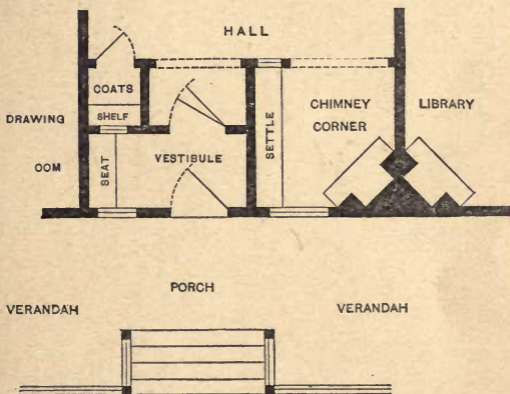 HALL
COATS
SHELF
DRAWING
OOM
SEAT
VESTIBULE
SETTLE
CHIMNEY
CORNER
LIBRARY
PORCH
VERANDAH
VERANDAH